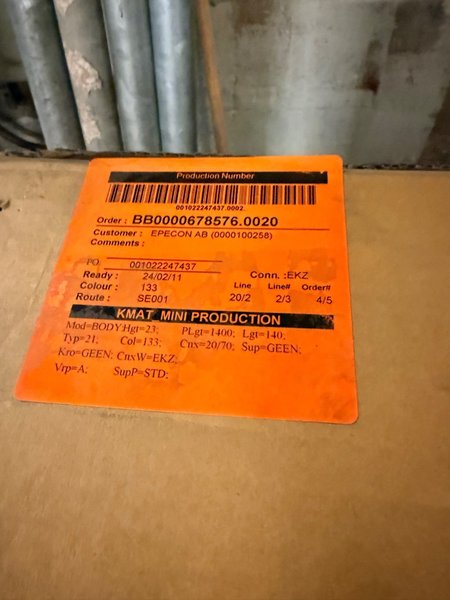 Production Number
001022247437.0002
Order : BB0000678576.0020
Customer : EPECON AB (0000100258)
Comments :
PO 001022247437
Ready : 24/02/11 Conn. :EKZ
Colour : 133 Line Line# Order#
Route : SE001 20/2 2/3 4/5
KMAT MINI PRODUCTION
Mod=BODY:Hgt=23; PLgt=1400; Lgt=140;
Typ=21; Col=133; Cnx=20/70; Sup=GEEN;
Kro=GEEN: CnxW=EKZ;
Vrp=A; SupP=STD;